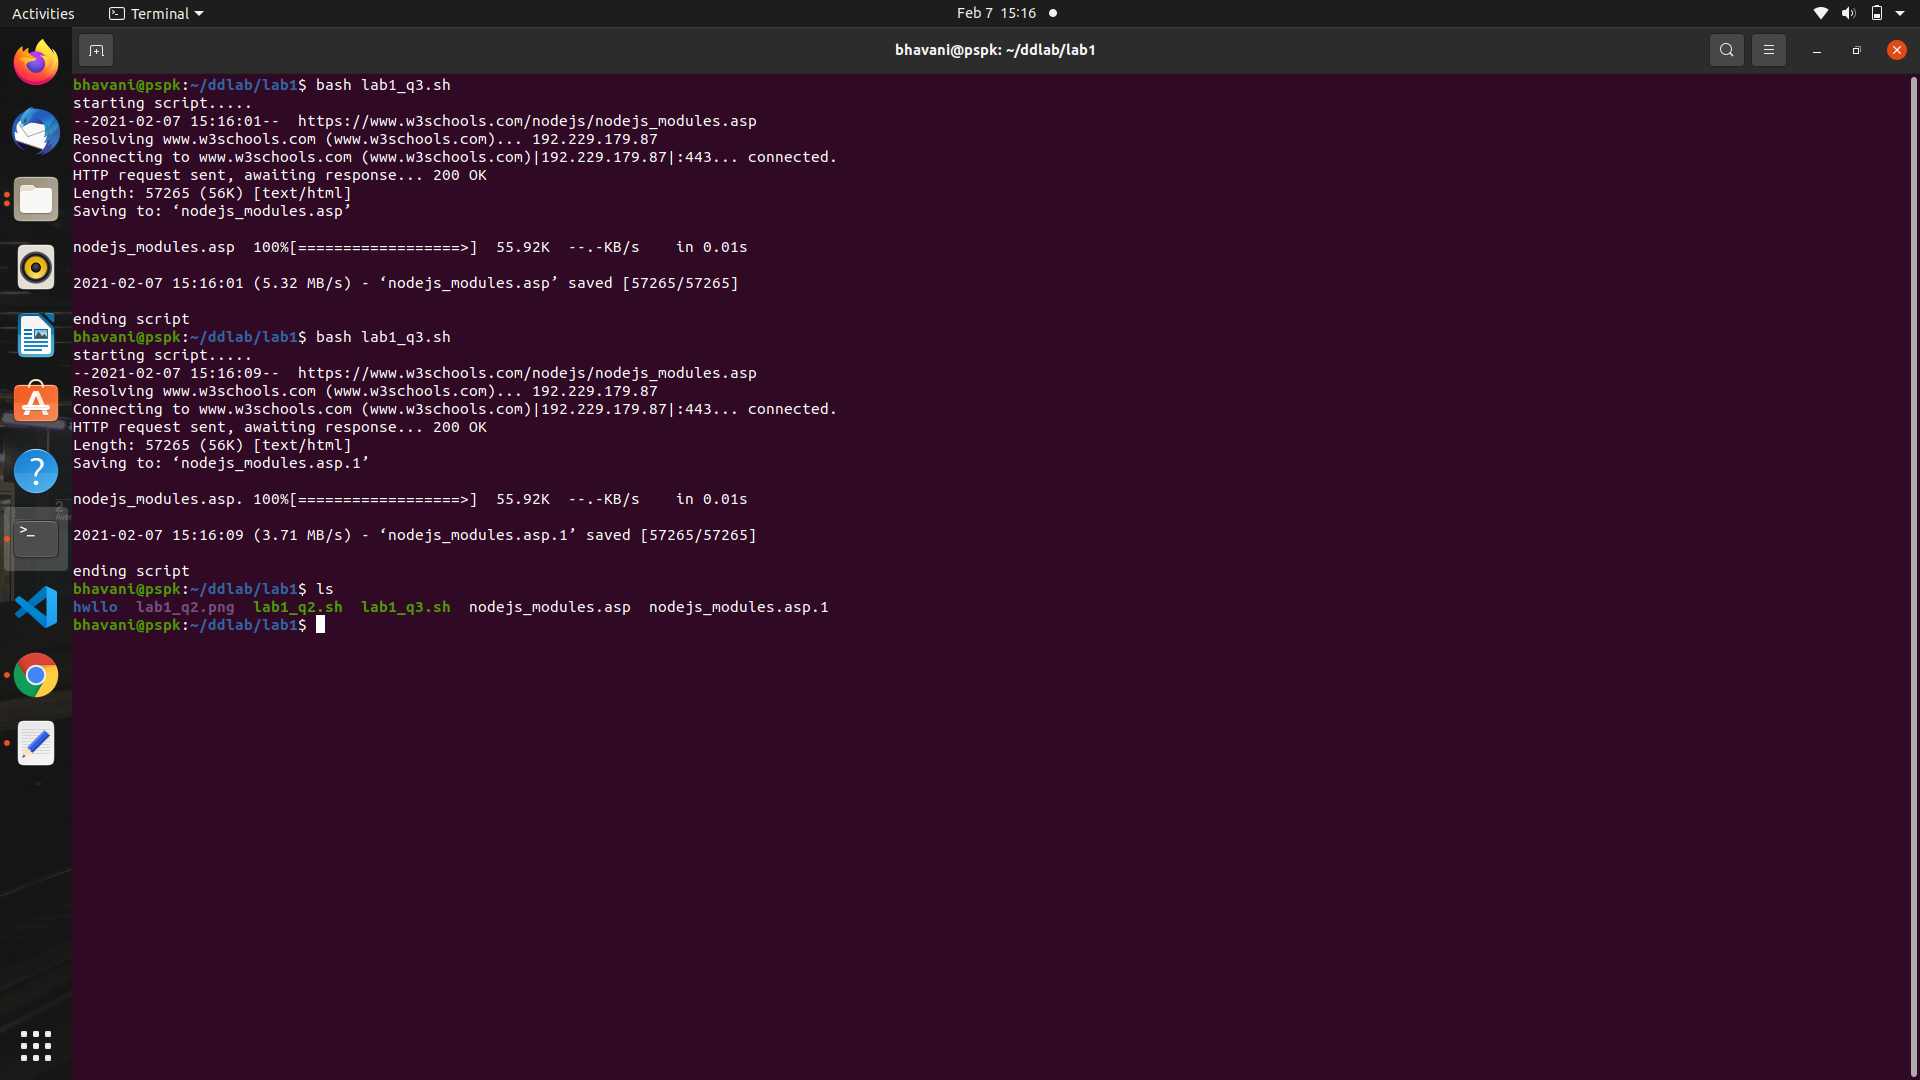 Activities
Terminal
Feb 7 15:16
bhavani@pspk: ~/ddlab/lab1
bhavani@pspk:~/ddlab/lab1$ bash lab1_q3.sh
starting script.....
--2021-02-07 15:16:01--  https://www.w3schools.com/nodejs/nodejs_modules.asp
Resolving www.w3schools.com (www.w3schools.com)... 192.229.179.87
Connecting to www.w3schools.com (www.w3schools.com)|192.229.179.87|:443... connected.
HTTP request sent, awaiting response... 200 OK
Length: 57265 (56K) [text/html]
Saving to: ‘nodejs_modules.asp’
nodejs_modules.asp  100%[==================>]  55.92K  --.-KB/s    in 0.01s
2021-02-07 15:16:01 (5.32 MB/s) - ‘nodejs_modules.asp’ saved [57265/57265]
ending script
bhavani@pspk:~/ddlab/lab1$ bash lab1_q3.sh
starting script.....
--2021-02-07 15:16:09--  https://www.w3schools.com/nodejs/nodejs_modules.asp
Resolving www.w3schools.com (www.w3schools.com)... 192.229.179.87
Connecting to www.w3schools.com (www.w3schools.com)|192.229.179.87|:443... connected.
HTTP request sent, awaiting response... 200 OK
Length: 57265 (56K) [text/html]
Saving to: ‘nodejs_modules.asp.1’
nodejs_modules.asp. 100%[==================>]  55.92K  --.-KB/s    in 0.01s
2021-02-07 15:16:09 (3.71 MB/s) - ‘nodejs_modules.asp.1’ saved [57265/57265]
ending script
bhavani@pspk:~/ddlab/lab1$ ls
hwllo  lab1_q2.png  lab1_q2.sh  lab1_q3.sh  nodejs_modules.asp  nodejs_modules.asp.1
bhavani@pspk:~/ddlab/lab1$